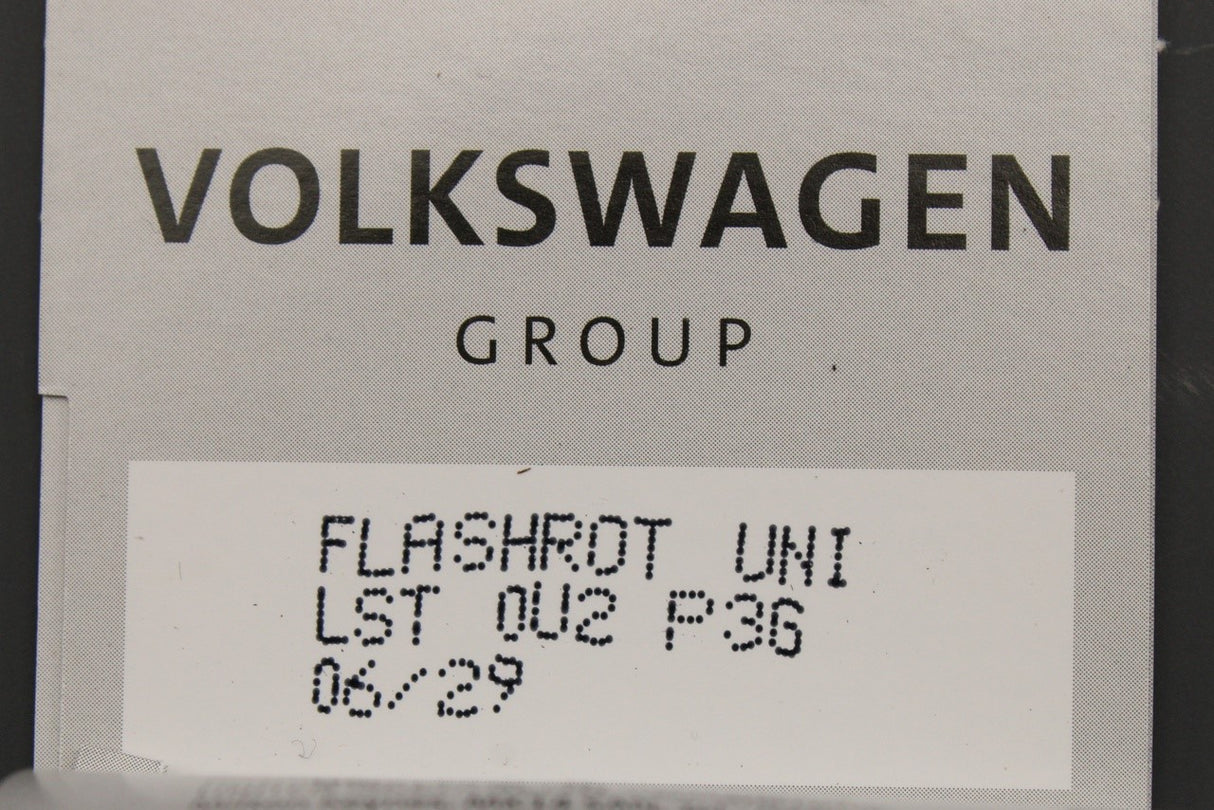 VOLKSWAGEN
GROUP
FLASHROT UNI
LST 0U2 P3G
06/29